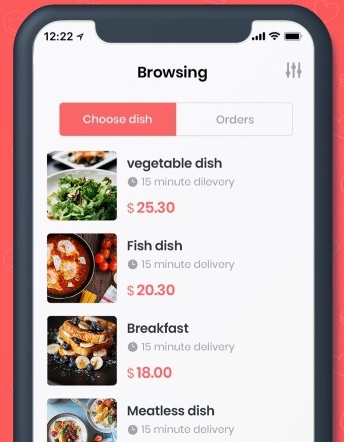 12:22
Browsing
Choose dish
Orders
vegetable dish
15 minute dilevery
$ 25.30
Fish dish
15 minute delivery
$ 20.30
Breakfast
15 minute delivery
$ 18.00
Meatless dish
15 minute delivery